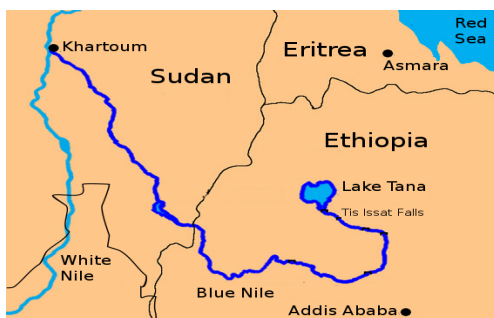 Red
Sea
Khartoum
Eritrea
Asmara
Sudan
Ethiopia
Lake Tana
Tis Issat Falls
White
Nile
Blue Nile
Addis Ababa